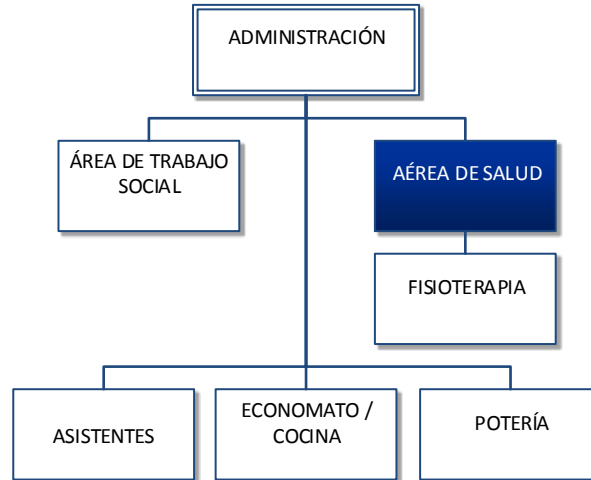 ADMINISTRACIÓN
ÁREA DE TRABAJO
SOCIAL
AÉREA DE SALUD
FISIOTERAPIA
ASISTENTES
ECONOMATO /
COCINA
POTERÍA